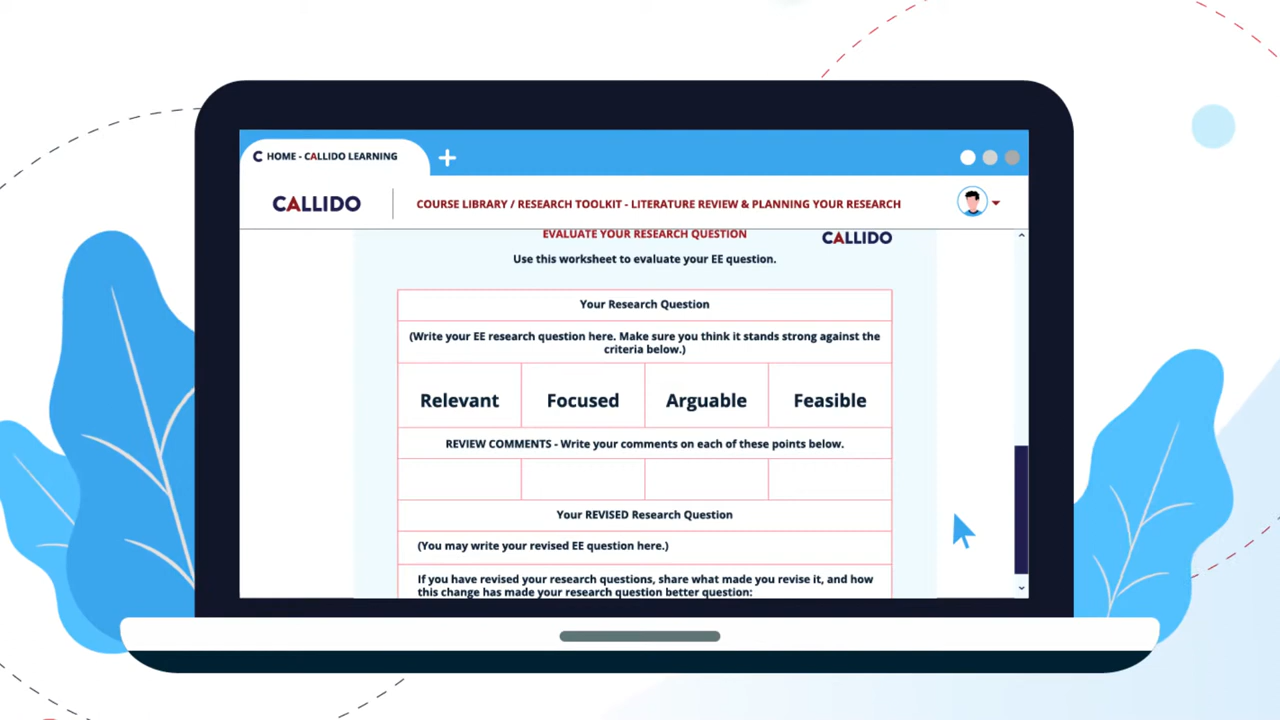 C HOME - CALLIDO LEARNING
CALLIDO
COURSE LIBRARY / RESEARCH TOOLKIT - LITERATURE REVIEW & PLANNING YOUR RESEARCH
EVALUATE YOUR RESEARCH QUESTION
CALLIDO
Use this worksheet to evaluate your EE question.
Your Research Question
(Write your EE research question here. Make sure you think it stands strong against the
criteria below.)
Relevant Focused Arguable Feasible
REVIEW COMMENTS - Write your comments on each of these points below.
Your REVISED Research Question
(You may write your revised EE question here.)
If you have revised your research questions, share what made you revise it, and how
this change has made your research question better question: